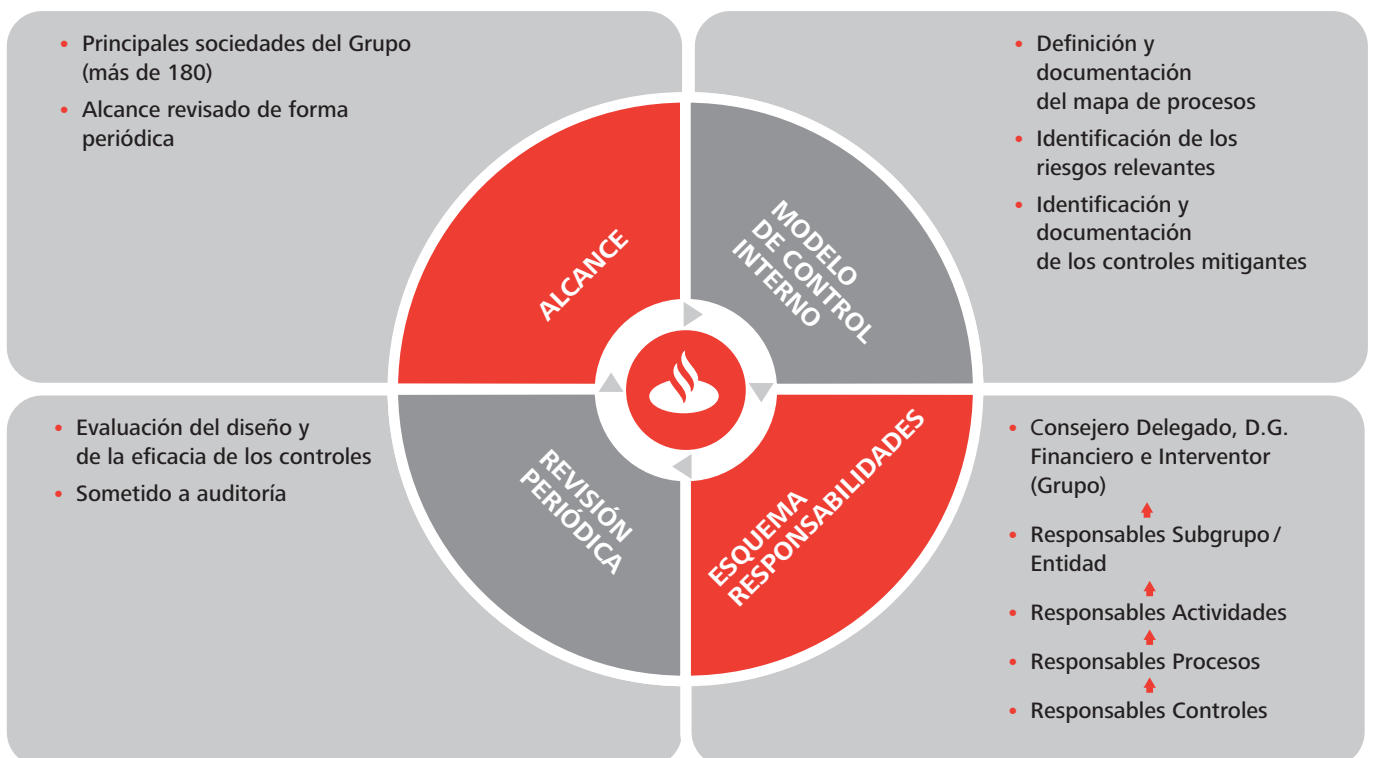 • Principales sociedades del Grupo
(más de 180)
• Alcance revisado de forma
periódica
• Definición y
documentación
del mapa de procesos
• Identificación de los
riesgos relevantes
• Identificación y
documentación
de los controles mitigantes
ALCANCE
MODELO
DE CONTROL
INTERNO
REVISIÓN
PERIÓDICA
ESQUEMA
RESPONSABILIDADES
• Evaluación del diseño y
de la eficacia de los controles
• Sometido a auditoría
• Consejero Delegado, D.G.
Financiero e Interventor
(Grupo)
• Responsables Subgrupo/
Entidad
• Responsables Actividades
• Responsables Procesos
• Responsables Controles